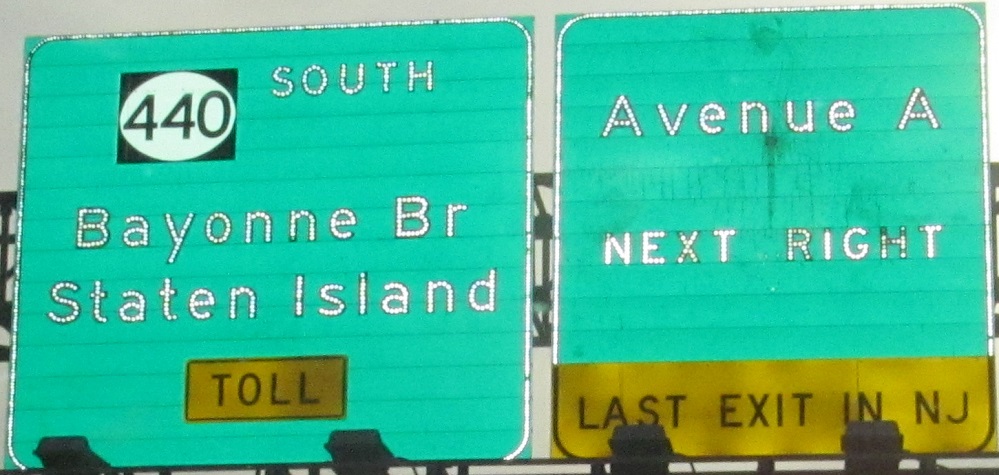 440 SOUTH
Bayonne Br
Staten Island
TOLL
Avenue A
NEXT RIGHT
LAST EXIT IN NJ